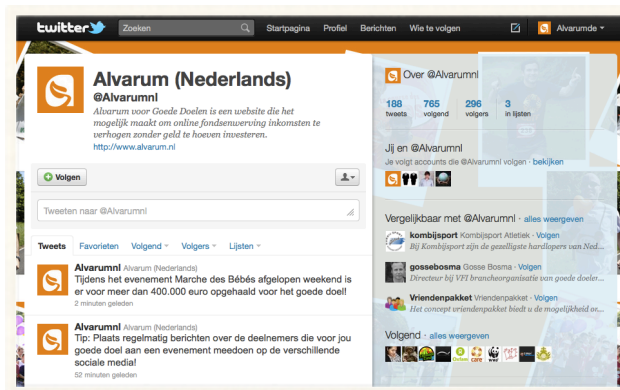 twitter
Zoeken
Startpagina Profiel Berichten Wie te volgen
Alvarumde
Alvarum (Nederlands)
@Alvarumnl
Alvarum voor Goede Doelen is een website die het
mogelijk maakt om online fondsenwerving inkomsten te
verhogen zonder geld te hoeven investeren.
http://www.alvarum.nl
Volgen
Tweeten naar @Alvarumnl
Tweets Favorieten Volgend Volgers Lijsten
Alvarumnl Alvarum (Nederlands)
Tijdens het evenement Marche des Bébés afgelopen weekend is
er voor meer dan 400.000 euro opgehaald voor het goede doel!
2 minuten geleden
Alvarumnl Alvarum (Nederlands)
Tip: Plaats regelmatig berichten over de deelnemers die voor jou
goede doel aan een evenement meedoen op de verschillende
sociale media!
52 minuten geleden
Over @Alvarumnl
188 765 296 3
tweets volgend volgers in lijsten
Jij en @Alvarumnl
Je volgt accounts die @Alvarumnl volgen · bekijken
Vergelijkbaar met @Alvarumnl · alles weergeven
kombijsport Kombijsport Atletiek · Volgen
Bij Kombijsport zijn de gezelligste hardlopers van Ned...
gossebosma Gosse Bosma · Volgen
Directeur bij VFI brancheorganisatie van goede doeler...
Vriendenpakket Vriendenpakket · Volgen
Het concept vriendenpakket biedt u de mogelijkheid or...
Volgend · alles weergeven